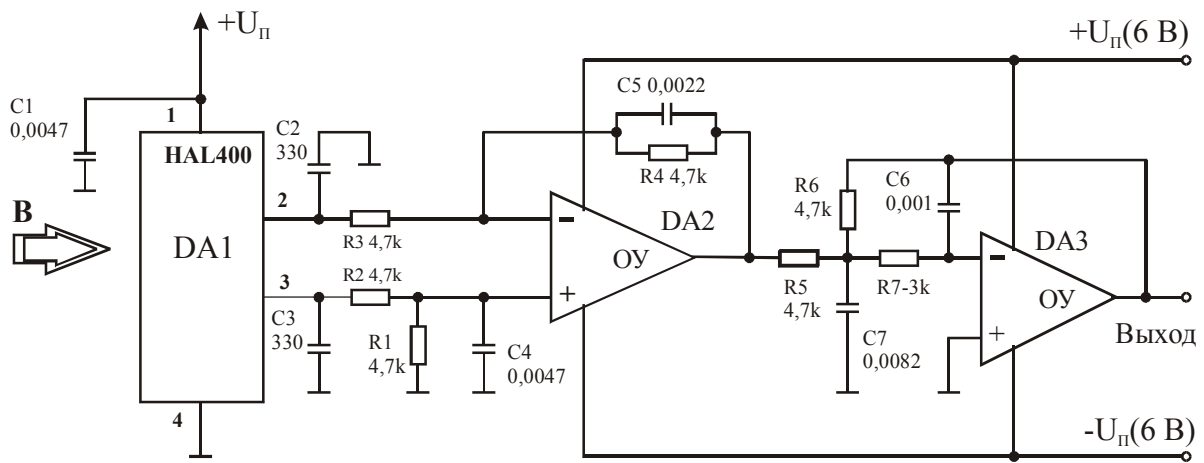 +Uп
+Uп(6 В)
C1
0,0047
1
C2
330
C5 0,0022
HAL400
R4 4,7k
R6
4,7k
C6
0,001
B
2
DA1
R3 4,7k
DA2
ОУ
DA3
ОУ
3
R2 4,7k
R5
4,7k
R7-3k
C3
330
R1
4,7k
C4
0,0047
C7
0,0082
Выход
4
-Uп(6 В)